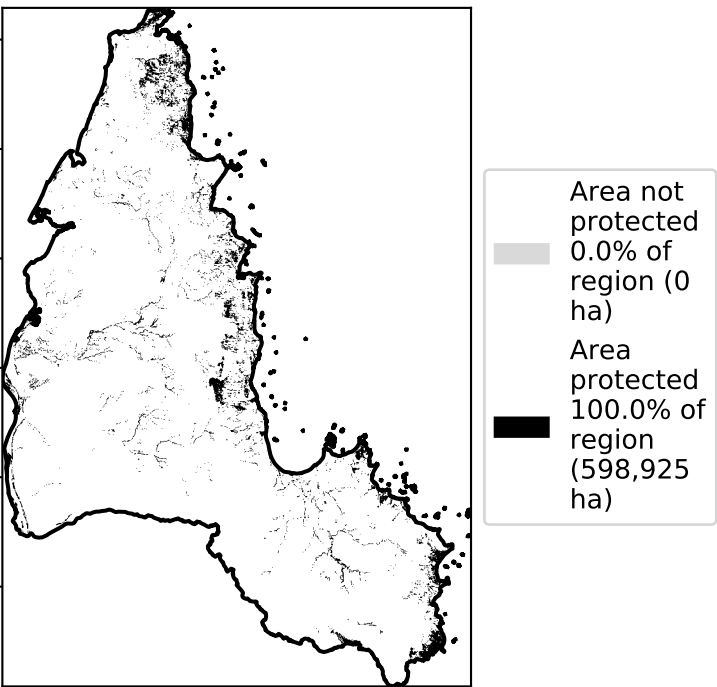 Area not
protected
0.0% of
region (0
ha)
Area
protected
100.0% of
region
(598,925
ha)